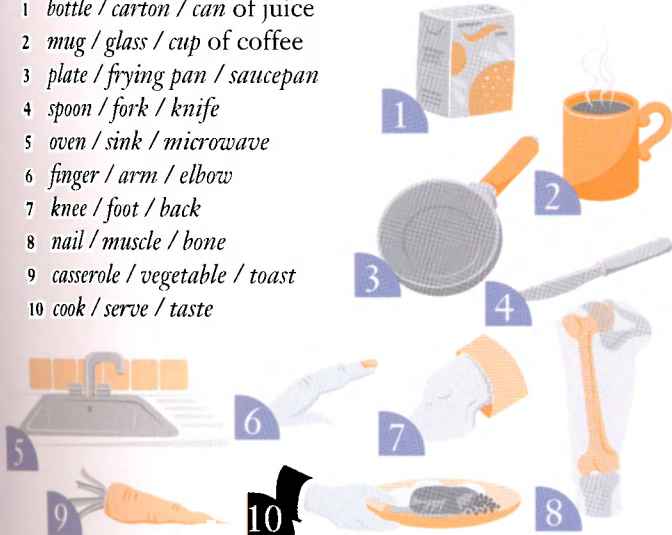 1 bottle / carton / can of juice
2 mug / glass / cup of coffee
3 plate / frying pan / saucepan
4 spoon / fork / knife
5 oven / sink / microwave
6 finger / arm / elbow
7 knee / foot / back
8 nail / muscle / bone
9 casserole / vegetable / toast
10 cook / serve / taste
1
2
3
4
5
6
7
8
9
10